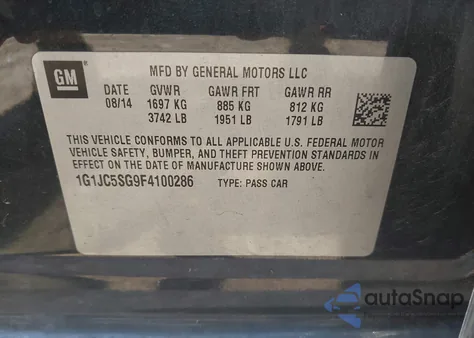 GM
MFD BY GENERAL MOTORS LLC
DATE GVWR GAWR FRT GAWR RR
08/14 1697 KG 885 KG 812 KG
3742 LB 1951 LB 1791 LB
THIS VEHICLE CONFORMS TO ALL APPLICABLE U.S. FEDERAL MOTOR
VEHICLE SAFETY, BUMPER, AND THEFT PREVENTION STANDARDS IN
EFFECT ON THE DATE OF MANUFACTURE SHOWN ABOVE.
1G1JC5SG9F4100286 TYPE: PASS CAR
autaSnap